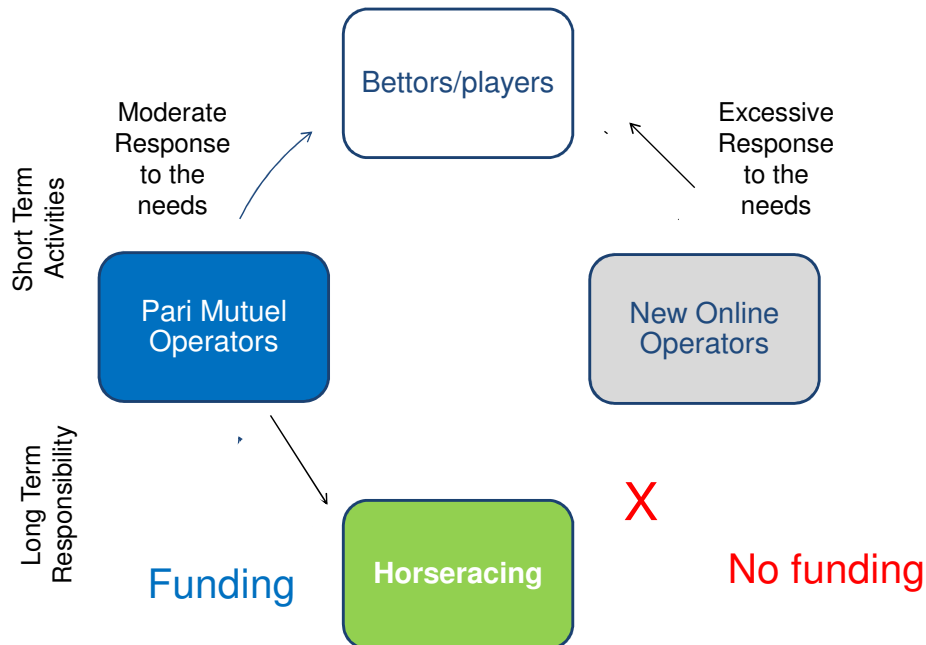 Bettors/players
Moderate
Response
to the
needs
Excessive
Response
to the
needs
Short Term
Activities
Pari Mutuel
Operators
New Online
Operators
Long Term
Responsibility
X
Funding
Horseracing
No funding